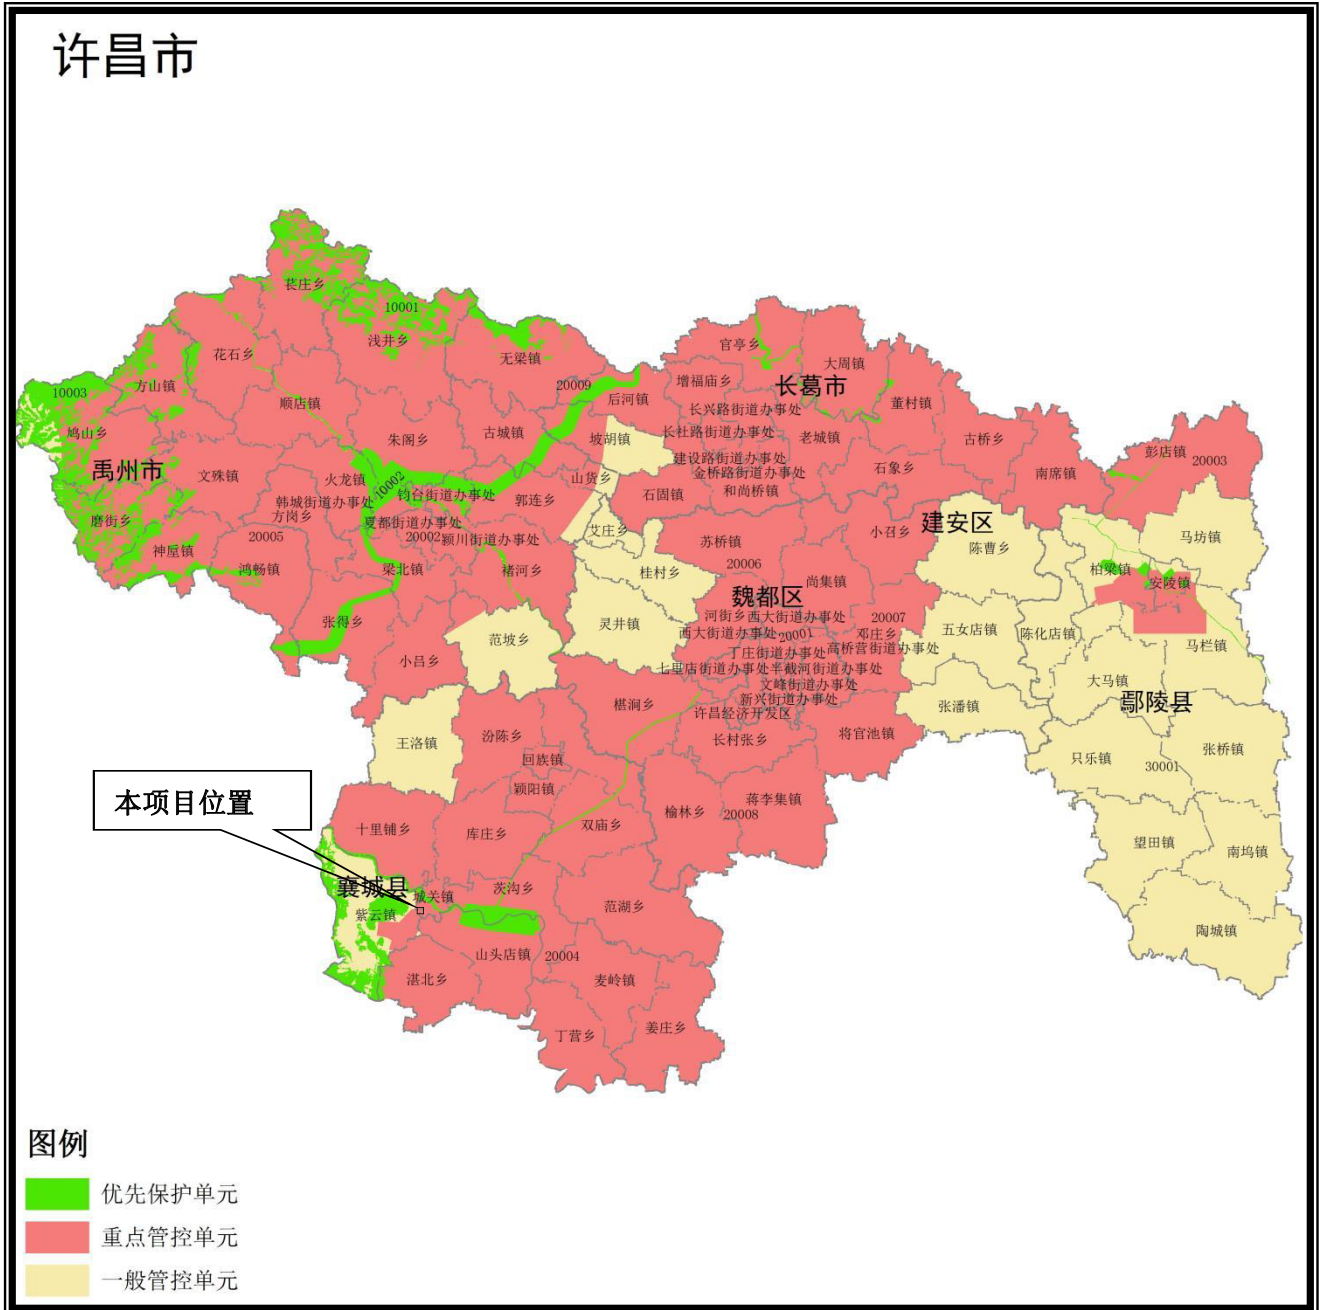 许昌市
苌庄乡
10001
浅井乡
花石乡
无梁镇
官亭乡
大周镇
方山镇
10003
20009
增福庙乡
长葛市
后河镇
顺店镇
长兴路街道办事处
董村镇
鸠山乡
朱阁乡
古城镇
坡胡镇
长社路街道办事处
老城镇
古桥乡
彭店镇
20003
禹州市
文殊镇
火龙镇
10002
山货乡
建设路街道办事处
金桥路街道办事处
石象乡
南席镇
韩城街道办事处
钧台街道办事处
郭连乡
石固镇
和尚桥镇
方岗乡
磨街乡
夏都街道办事处
20005
20002
颍川街道办事处
艾庄乡
苏桥镇
小召乡
建安区
陈曹乡
马坊镇
神垕镇
鸿畅镇
梁北镇
褚河乡
桂村乡
20006
尚集镇
柏梁镇
安陵镇
张得乡
魏都区
灵井镇
河街乡
西大街道办事处
20007
范坡乡
西大街道办事处
20001
邓庄乡
五女店镇
陈化店镇
马栏镇
小吕乡
丁庄街道办事处
高桥营街道办事处
七里店街道办事处
半截河街道办事处
文峰街道办事处
大马镇
椹涧乡
新兴街道办事处
鄢陵县
许昌经济开发区
张潘镇
王洛镇
汾陈乡
长村张乡
将官池镇
张桥镇
回族镇
只乐镇
30001
颖阳镇
本项目位置
蒋李集镇
榆林乡
20008
十里铺乡
库庄乡
双庙乡
望田镇
南坞镇
襄城县
城关镇
茨沟乡
紫云镇
范湖乡
陶城镇
山头店镇
20004
湛北乡
麦岭镇
丁营乡
姜庄乡
图例
优先保护单元
重点管控单元
一般管控单元